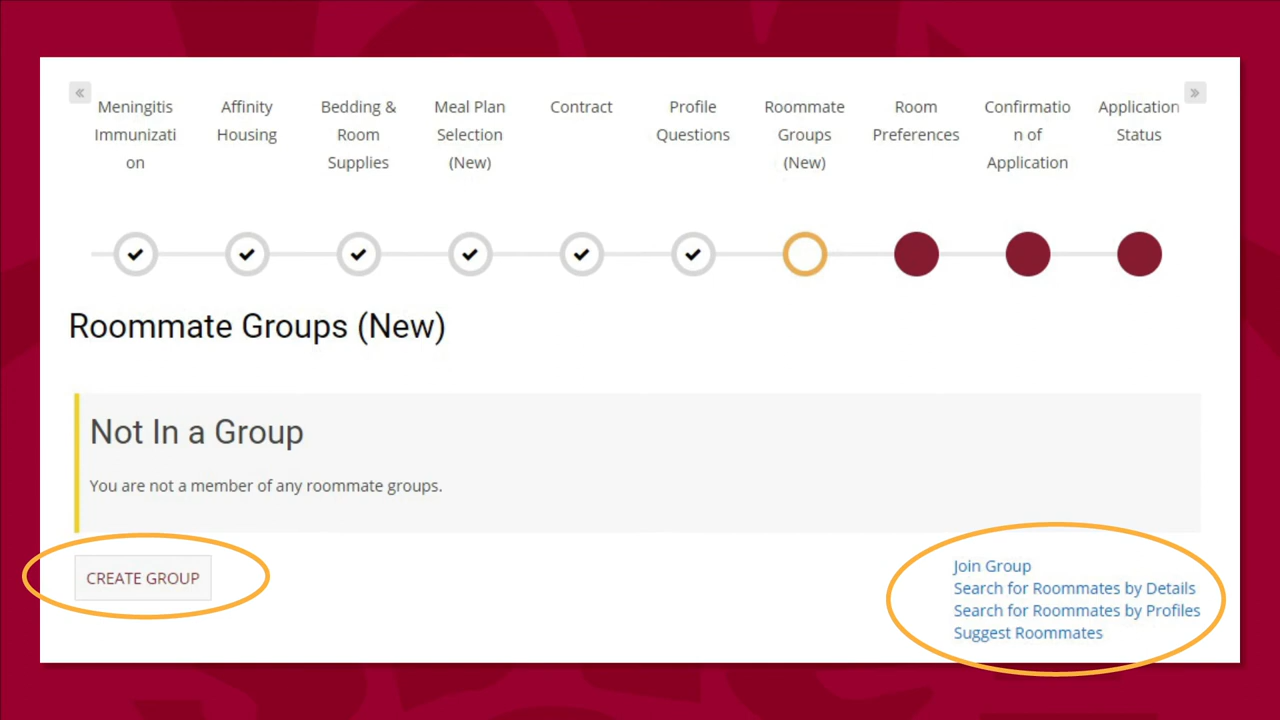 «
Meningitis
Immunizati
on
Affinity
Housing
Bedding &
Room
Supplies
Meal Plan
Selection
(New)
Contract
Profile
Questions
Roommate
Groups
(New)
Room
Preferences
Confirmatio
n of
Application
Application
Status
»
Roommate Groups (New)
Not In a Group
You are not a member of any roommate groups.
CREATE GROUP
Join Group
Search for Roommates by Details
Search for Roommates by Profiles
Suggest Roommates